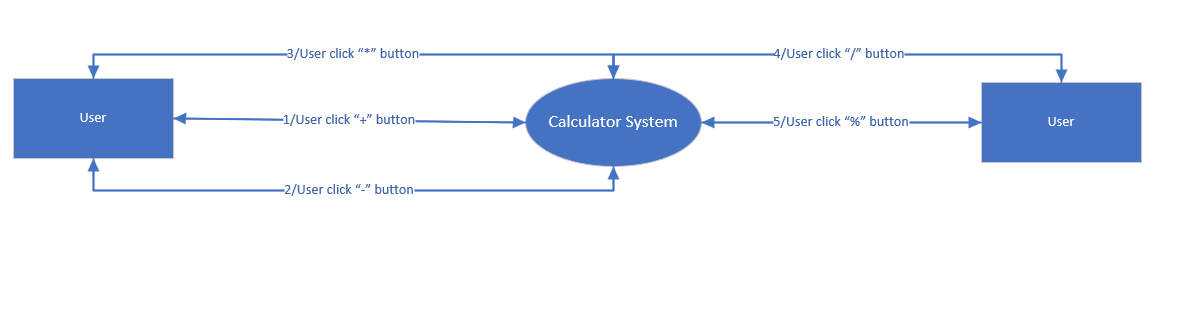 3/User click “*” button
4/User click “/” button
User
1/User click “+” button
Calculator System
5/User click “%” button
User
2/User click “-” button